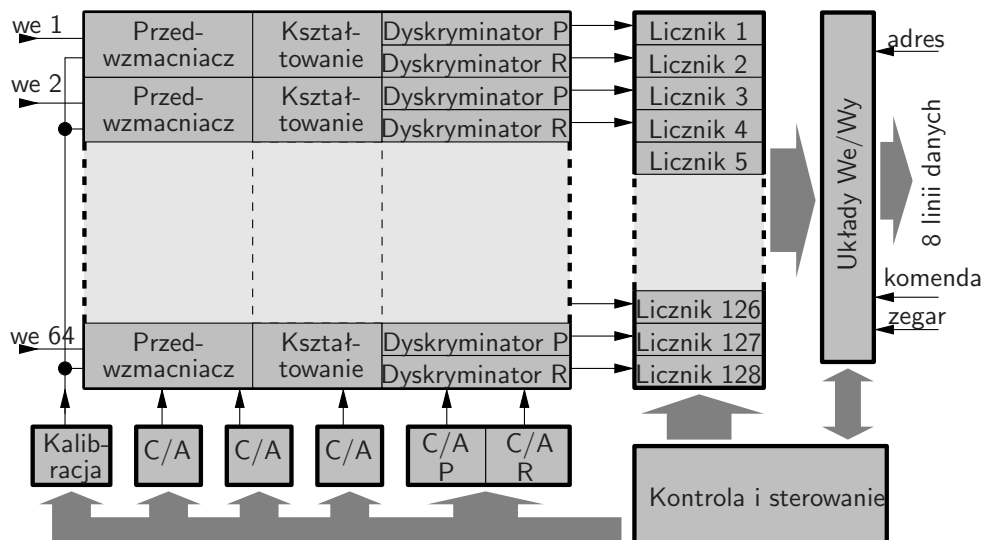 we 1
Przed-
wzmacniacz
Kształ-
towanie
Dyskryminator P
Dyskryminator R
Licznik 1
Licznik 2
we 2
Przed-
wzmacniacz
Kształ-
towanie
Dyskryminator P
Dyskryminator R
Licznik 3
Licznik 4
Licznik 5
Układy We/Wy
adres
8 linii danych
komenda
zegar
we 64
Przed-
wzmacniacz
Kształ-
towanie
Dyskryminator P
Dyskryminator R
Licznik 126
Licznik 127
Licznik 128
Kalib-
racja
C/A
C/A
C/A
C/A
P
C/A
R
Kontrola i sterowanie